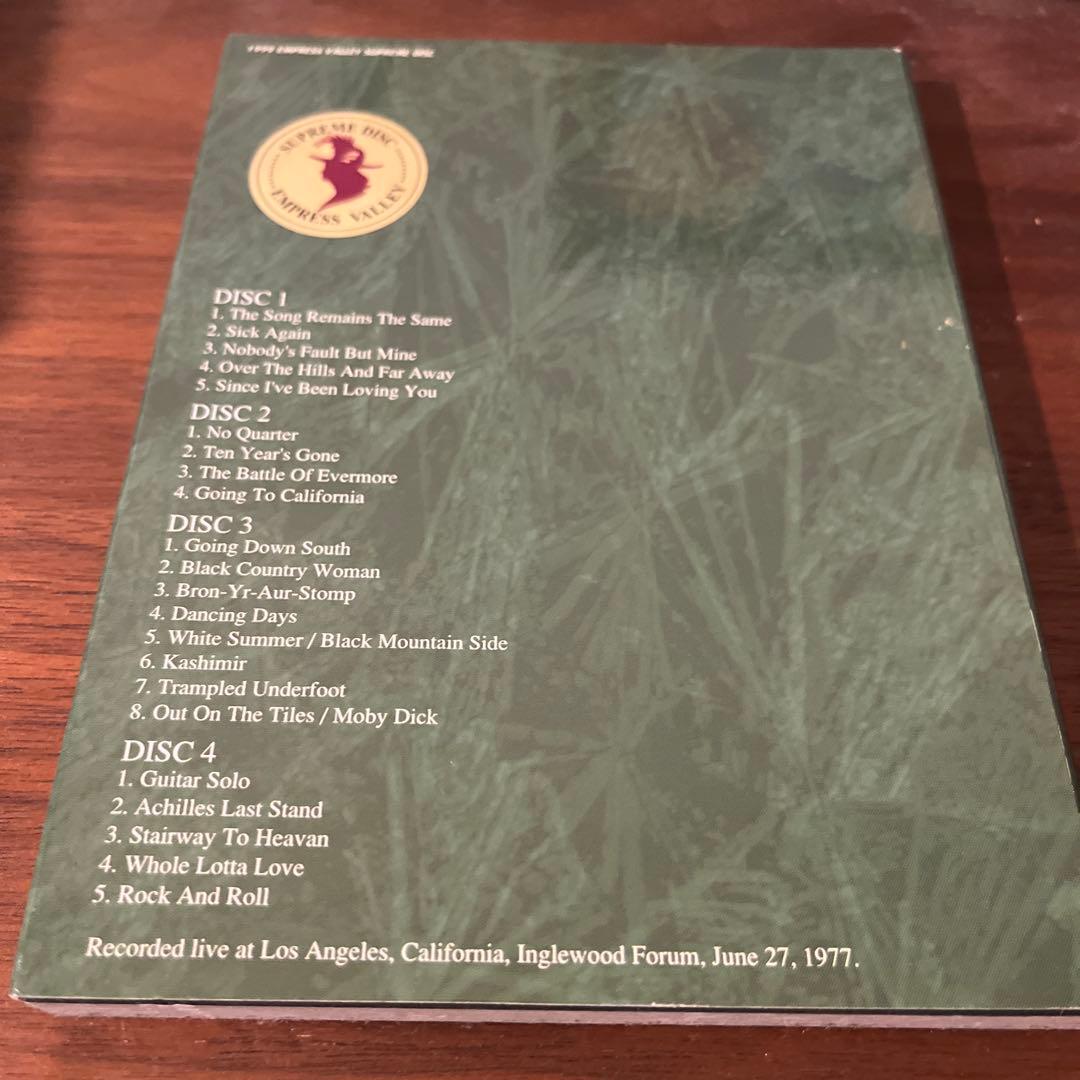 1999 EMPRESS VALLEY SUPREME DISC
SUPREME DISC
EMPRESS VALLEY
DISC 1
1. The Song Remains The Same
2. Sick Again
3. Nobody's Fault But Mine
4. Over The Hills And Far Away
5. Since I've Been Loving You
DISC 2
1. No Quarter
2. Ten Year's Gone
3. The Battle Of Evermore
4. Going To California
DISC 3
1. Going Down South
2. Black Country Woman
3. Bron-Yr-Aur-Stomp
4. Dancing Days
5. White Summer / Black Mountain Side
6. Kashimir
7. Trampled Underfoot
8. Out On The Tiles / Moby Dick
DISC 4
1. Guitar Solo
2. Achilles Last Stand
3. Stairway To Heavan
4. Whole Lotta Love
5. Rock And Roll
Recorded live at Los Angeles, California, Inglewood Forum, June 27, 1977.